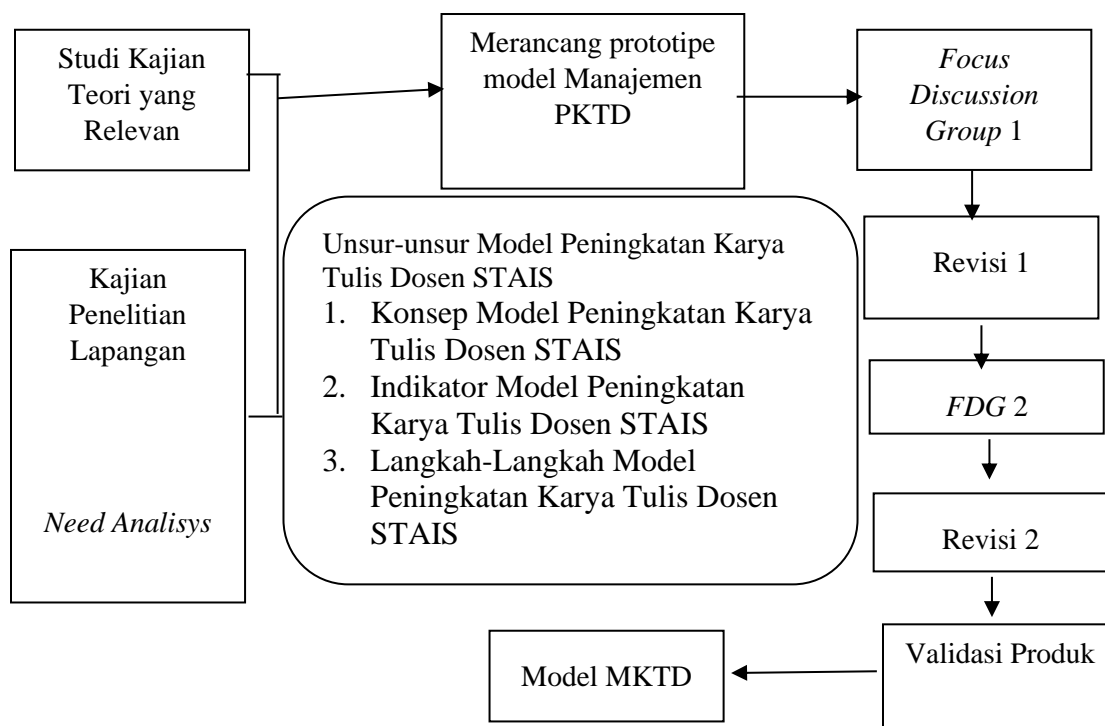 Studi Kajian
Teori yang
Relevan
Merancang prototipe
model Manajemen
PKTD
Focus
Discussion
Group 1
Kajian
Penelitian
Lapangan
Need Analisys
Unsur-unsur Model Peningkatan Karya
Tulis Dosen STAIS
1. Konsep Model Peningkatan Karya
Tulis Dosen STAIS
2. Indikator Model Peningkatan
Karya Tulis Dosen STAIS
3. Langkah-Langkah Model
Peningkatan Karya Tulis Dosen
STAIS
Revisi 1
FDG 2
Revisi 2
Validasi Produk
Model MKTD